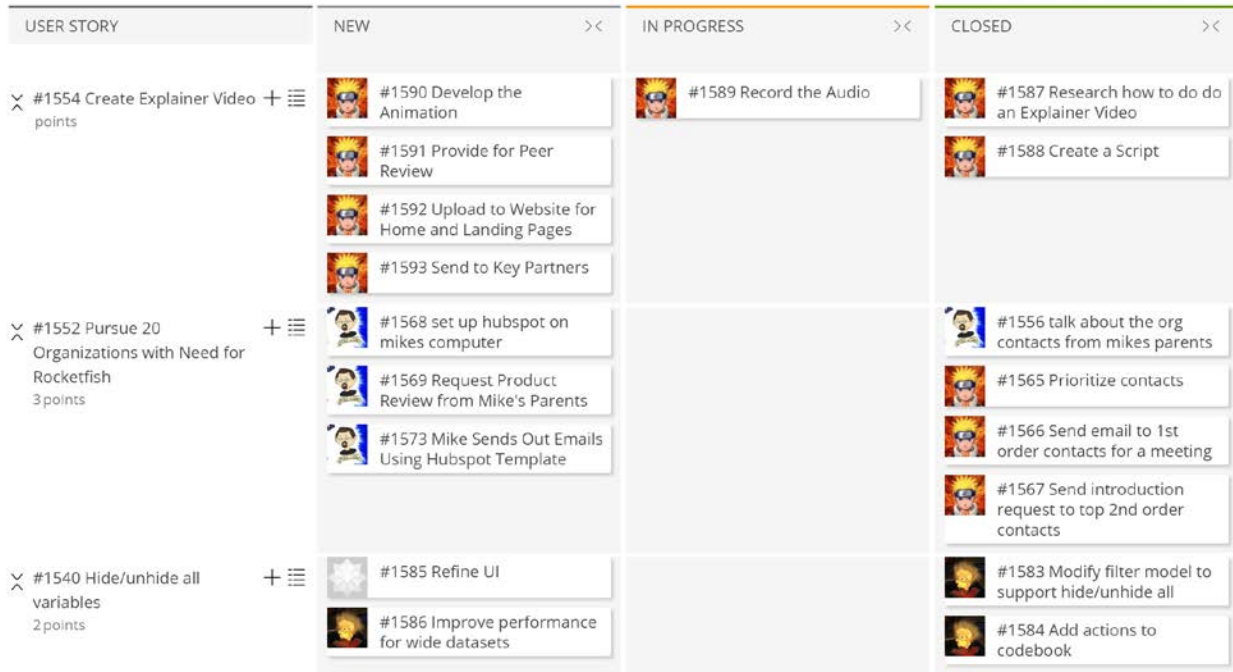 USER STORY
NEW
IN PROGRESS
CLOSED
#1554 Create Explainer Video
points
#1590 Develop the
Animation
#1591 Provide for Peer
Review
#1592 Upload to Website for
Home and Landing Pages
#1593 Send to Key Partners
#1589 Record the Audio
#1587 Research how to do do
an Explainer Video
#1588 Create a Script
#1552 Pursue 20
Organizations with Need for
Rocketfish
3 points
#1568 set up hubspot on
mikes computer
#1569 Request Product
Review from Mike's Parents
#1573 Mike Sends Out Emails
Using Hubspot Template
#1556 talk about the org
contacts from mikes parents
#1565 Prioritize contacts
#1566 Send email to 1st
order contacts for a meeting
#1567 Send introduction
request to top 2nd order
contacts
#1540 Hide/unhide all
variables
2 points
#1585 Refine UI
#1586 Improve performance
for wide datasets
#1583 Modify filter model to
support hide/unhide all
#1584 Add actions to
codebook